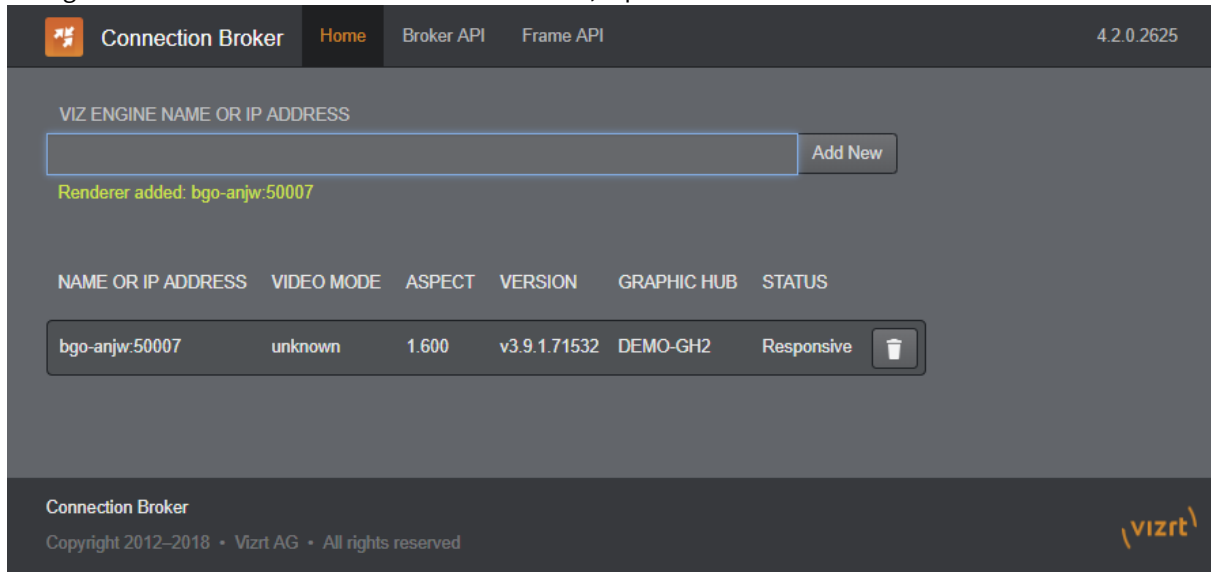 Connection Broker Home Broker API Frame API 4.2.0.2625
VIZ ENGINE NAME OR IP ADDRESS
Add New
Renderer added: bgo-anjw:50007
NAME OR IP ADDRESS VIDEO MODE ASPECT VERSION GRAPHIC HUB STATUS
bgo-anjw:50007 unknown 1.600 v3.9.1.71532 DEMO-GH2 Responsive
Connection Broker
Copyright 2012–2018 • Vizrt AG • All rights reserved
vizrt